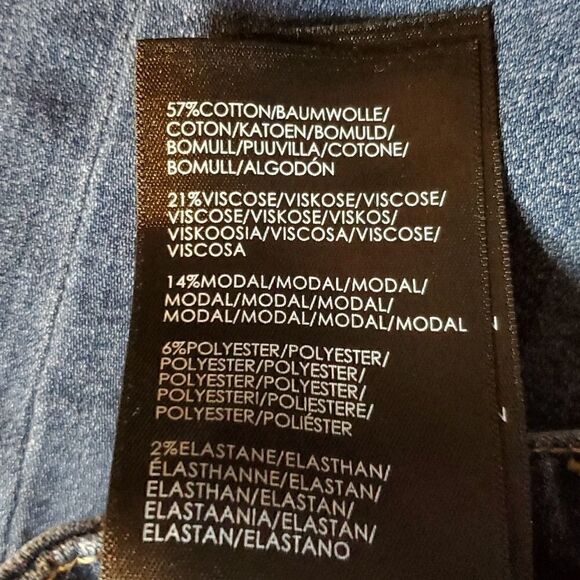 57%COTTON/BAUMWOLLE/
COTON/KATOEN/BOMULD/
BOMULL/PUUVILLA/COTONE/
BOMULL/ALGODÓN
21%VISCOSE/VISKOSE/VISCOSE/
VISCOSE/VISKOSE/VISKOS/
VISKOOSIA/VISCOSA/VISCOSE/
VISCOSA
14%MODAL/MODAL/MODAL/
MODAL/MODAL/MODAL/
MODAL/MODAL/MODAL/MODAL
6%POLYESTER/POLYESTER/
POLYESTER/POLYESTER/
POLYESTER/POLYESTER/
POLYESTERI/POLIESTERE/
POLYESTER/POLIÉSTER
2%ELASTANE/ELASTHAN/
ÉLASTHANNE/ELASTAN/
ELASTHAN/ELASTAN/
ELASTAANIA/ELASTAN/
ELASTAN/ELASTANO